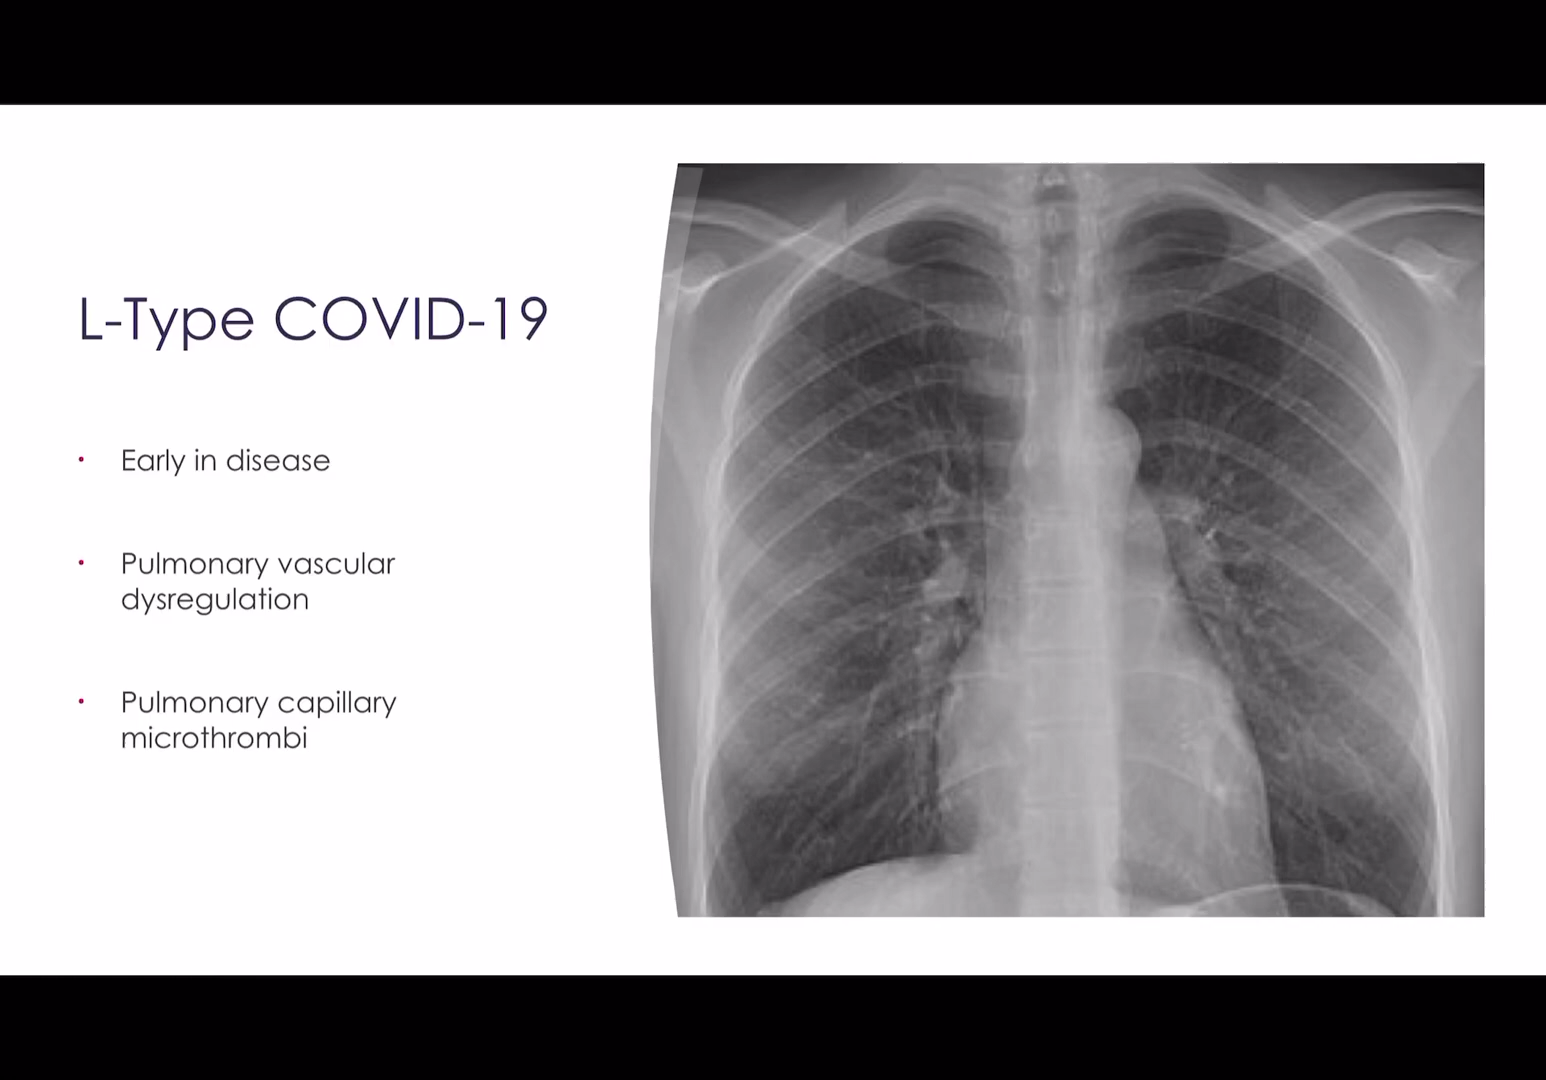 L-Type COVID-19
• Early in disease
• Pulmonary vascular
dysregulation
• Pulmonary capillary
microthrombi